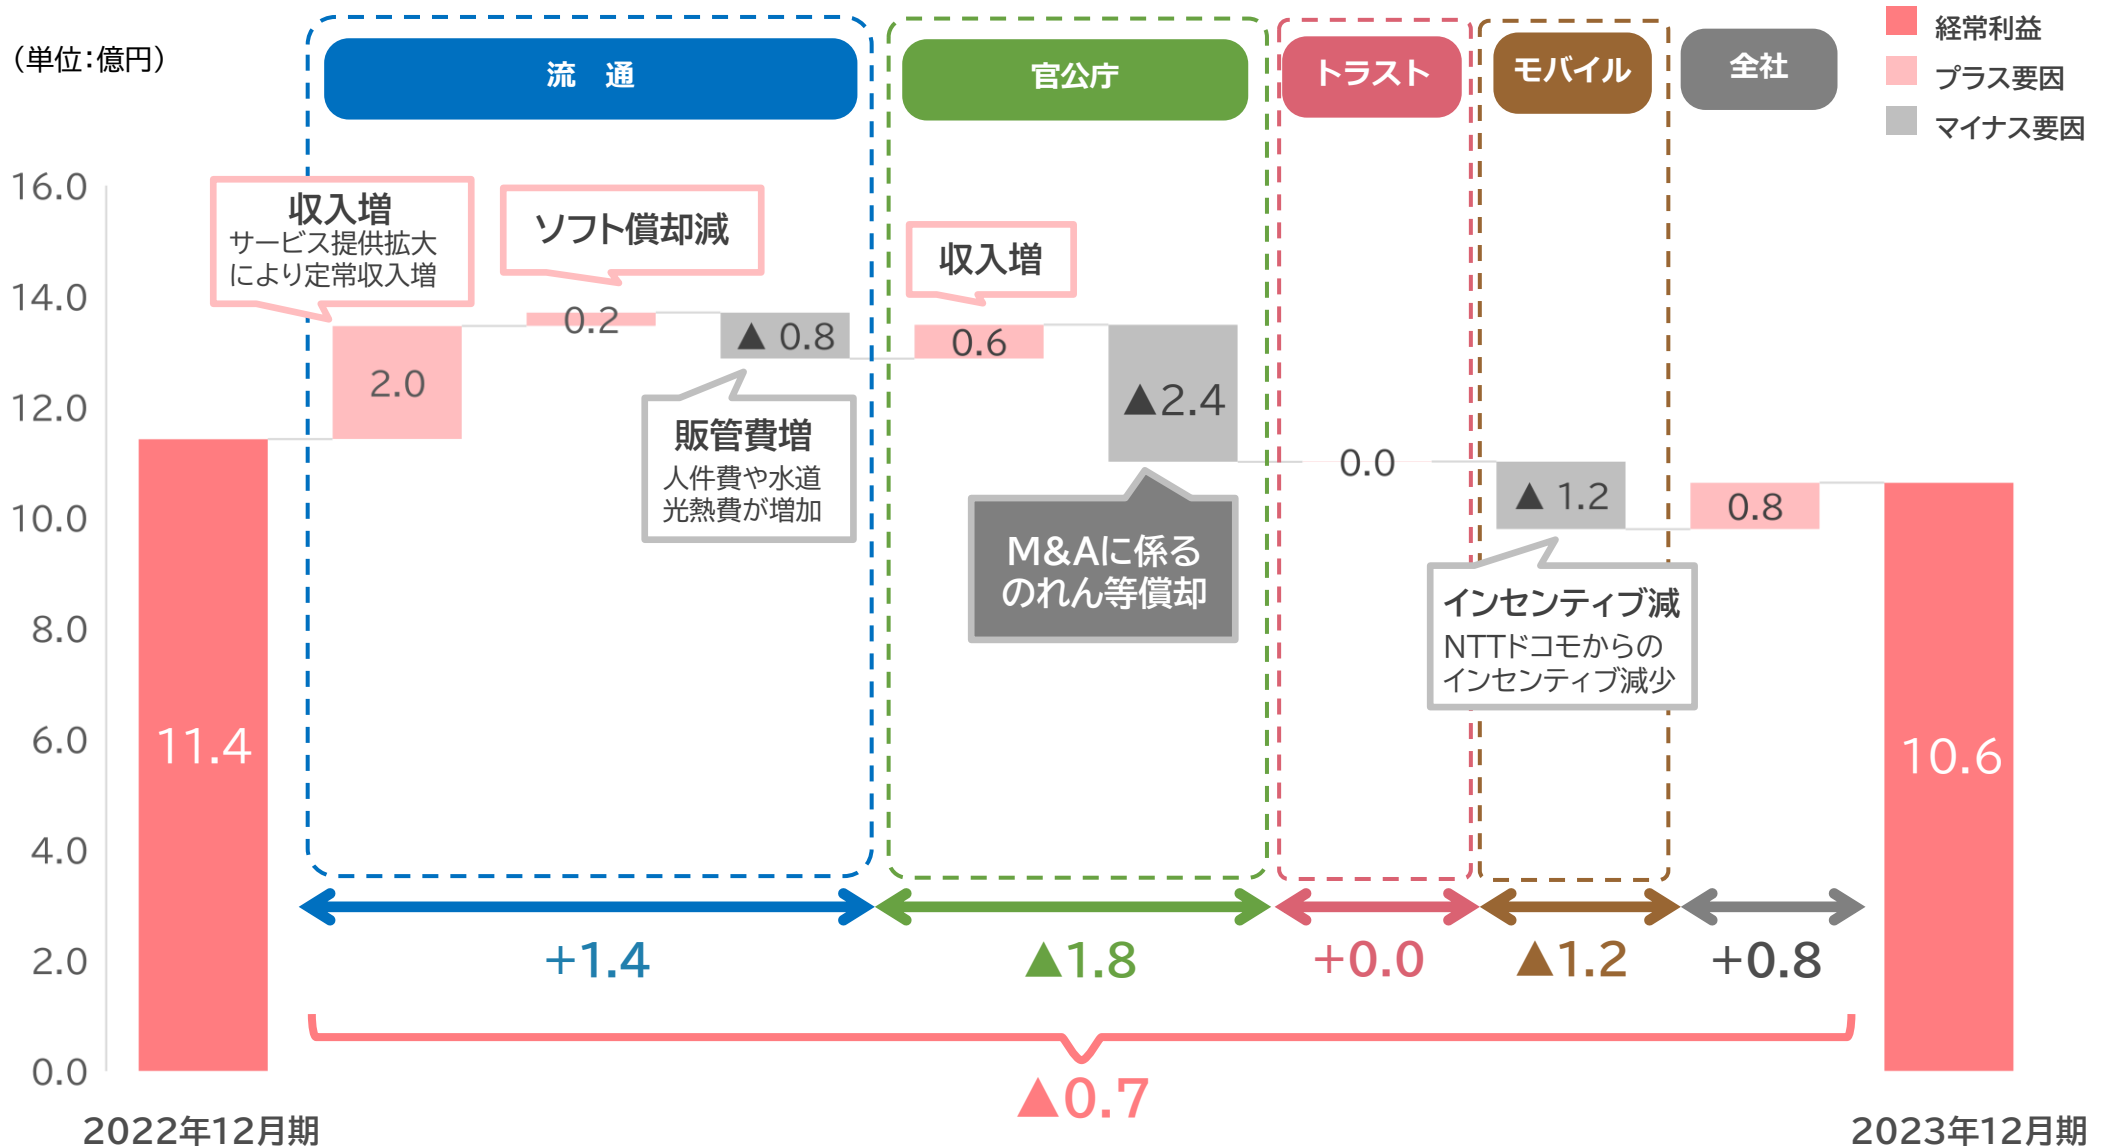 （単位：億円）
流　通
官公庁
トラスト
モバイル
全社
経常利益
プラス要因
マイナス要因
16.0
14.0
12.0
10.0
8.0
6.0
4.0
2.0
0.0
収入増
サービス提供拡大
により定常収入増
ソフト償却減
収入増
2.0
0.2
▲ 0.8
0.6
▲2.4
0.0
▲ 1.2
0.8
販管費増
人件費や水道
光熱費が増加
M&Aに係る
のれん等償却
インセンティブ減
NTTドコモからの
インセンティブ減少
11.4
10.6
+1.4
▲1.8
+0.0
▲1.2
+0.8
▲0.7
2022年12月期
2023年12月期